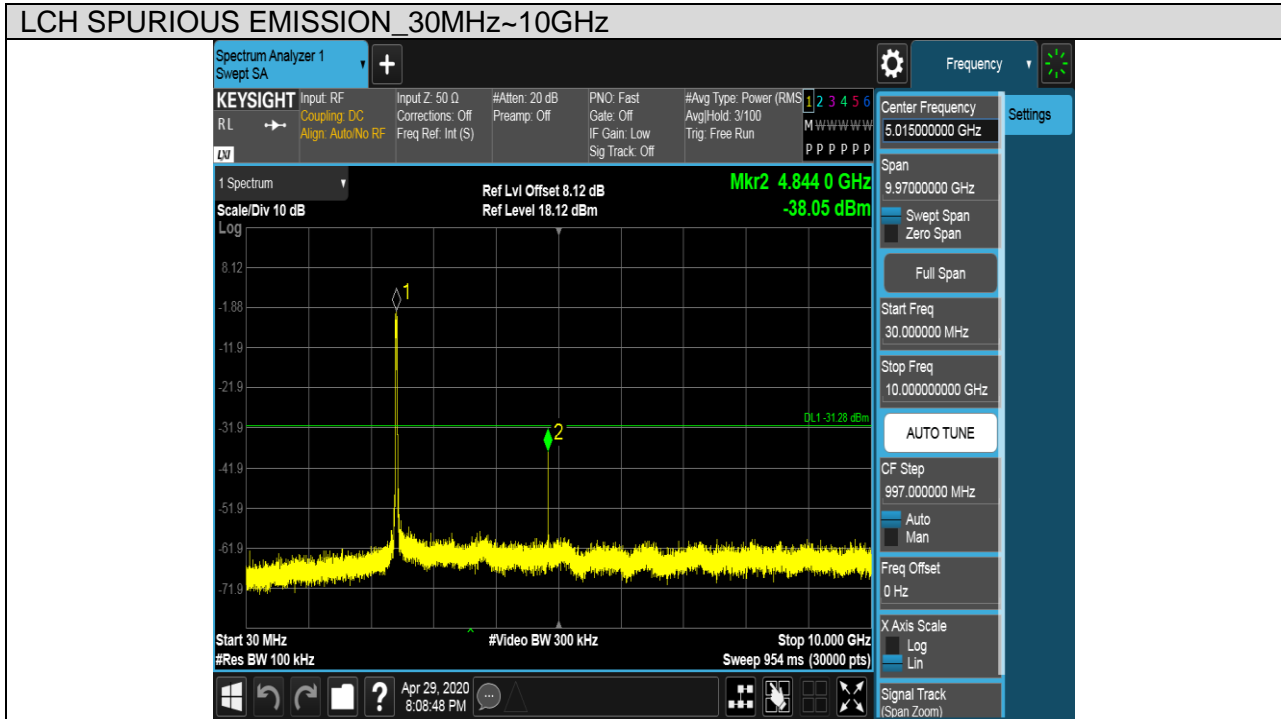 LCH SPURIOUS EMISSION_30MHz~10GHz
Spectrum Analyzer 1
Swept SA
+
Frequency
KEYSIGHT
RL
LXI
Input: RF
Coupling: DC
Align: Auto/No RF
Input Z: 50 Ω
Corrections: Off
Freq Ref: Int (S)
#Atten: 20 dB
Preamp: Off
PNO: Fast
Gate: Off
IF Gain: Low
Sig Track: Off
#Avg Type: Power (RMS
Avg|Hold: 3/100
Trig: Free Run
1 2 3 4 5 6
M W W W W W
P P P P P P
1 Spectrum
Scale/Div 10 dB
Log
Ref Lvl Offset 8.12 dB
Ref Level 18.12 dBm
Mkr2 4.844 0 GHz
-38.05 dBm
8.12
-1.88
-11.9
-21.9
-31.9
-41.9
-51.9
-61.9
-71.9
1
2
DL1 -31.28 dBm
Start 30 MHz
#Res BW 100 kHz
#Video BW 300 kHz
Stop 10.000 GHz
Sweep 954 ms (30000 pts)
Center Frequency
5.015000000 GHz
Settings
Span
9.97000000 GHz
Swept Span
Zero Span
Full Span
Start Freq
30.000000 MHz
Stop Freq
10.000000000 GHz
AUTO TUNE
CF Step
997.000000 MHz
Auto
Man
Freq Offset
0 Hz
X Axis Scale
Log
Lin
Signal Track
(Span Zoom)
?
Apr 29, 2020
8:08:48 PM